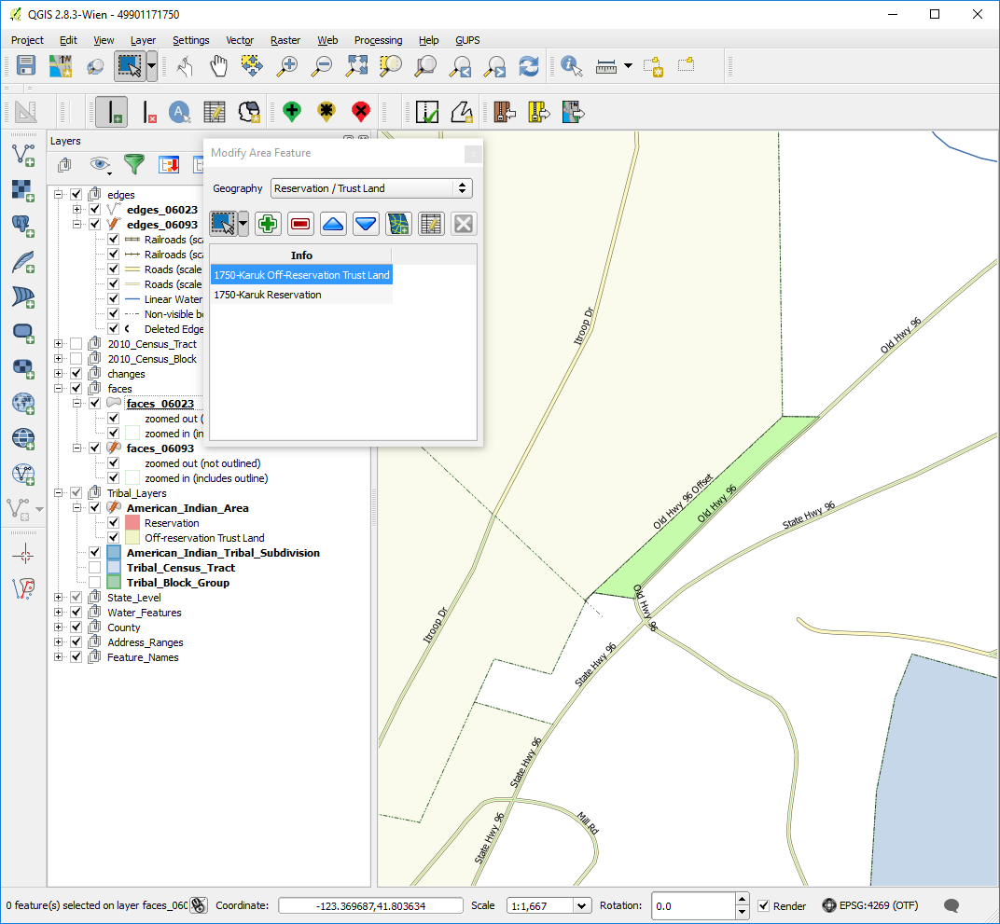 QGIS 2.8.3-Wien - 49901171750
Project Edit View Layer Settings Vector Raster Web Processing Help GUPS
Layers
edges
edges_06023
edges_06093
Railroads (sca
Railroads (sca
Roads (scale
Roads (scale
Linear Water
Non-visible bo
Deleted Edge
2010_Census_Tract
2010_Census_Block
changes
faces
faces_06023
zoomed out (
zoomed in (in
faces_06093
zoomed out (not outlined)
zoomed in (includes outline)
Tribal_Layers
American_Indian_Area
Reservation
Off-reservation Trust Land
American_Indian_Tribal_Subdivision
Tribal_Census_Tract
Tribal_Block_Group
State_Level
Water_Features
County
Address_Ranges
Feature_Names
Modify Area Feature
Geography Reservation / Trust Land
Info
1750-Karuk Off-Reservation Trust Land
1750-Karuk Reservation
Itroop Dr
Old Hwy 96
Old Hwy 96 Offset
Old Hwy 96
State Hwy 96
Old Hwy 96
Itroop Dr
State Hwy 96
State Hwy 96
Mill Rd
State Hwy 96
0 feature(s) selected on layer faces_060 Coordinate: -123.369687,41.803634 Scale 1:1,667 Rotation: 0.0 Render EPSG:4269 (OTF)